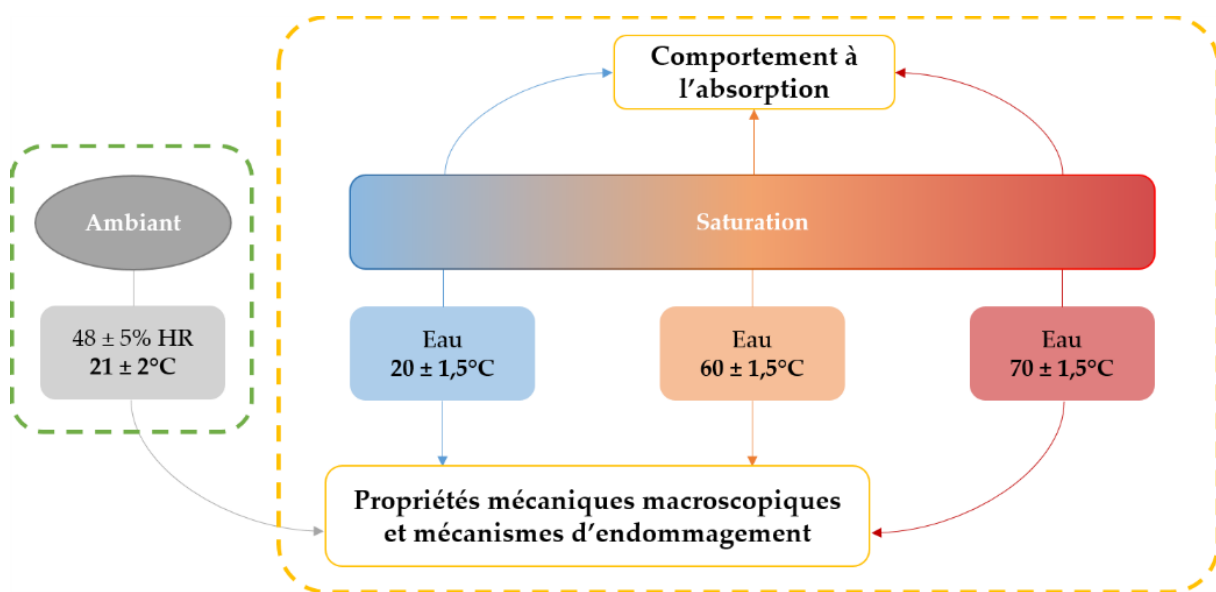 Comportement à
l’absorption
Ambiant
Saturation
48 ± 5% HR
21 ± 2°C
Eau
20 ± 1,5°C
Eau
60 ± 1,5°C
Eau
70 ± 1,5°C
Propriétés mécaniques macroscopiques
et mécanismes d’endommagement